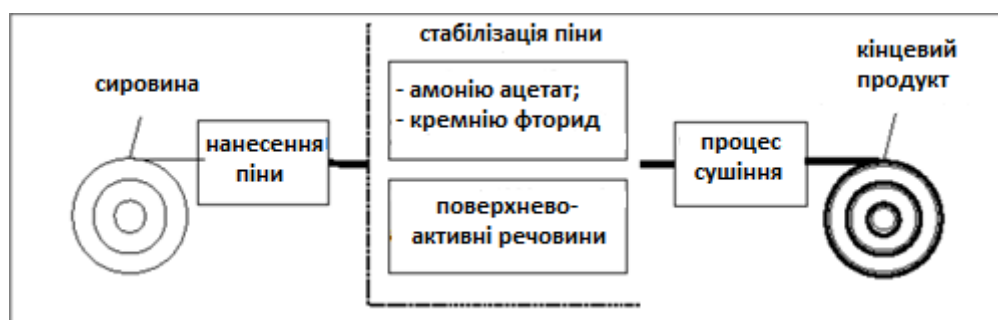 сировина
нанесення
піни
стабілізація піни
- амонію ацетат;
- кремнію фторид
поверхнево-
активні речовини
процес
сушіння
кінцевий
продукт